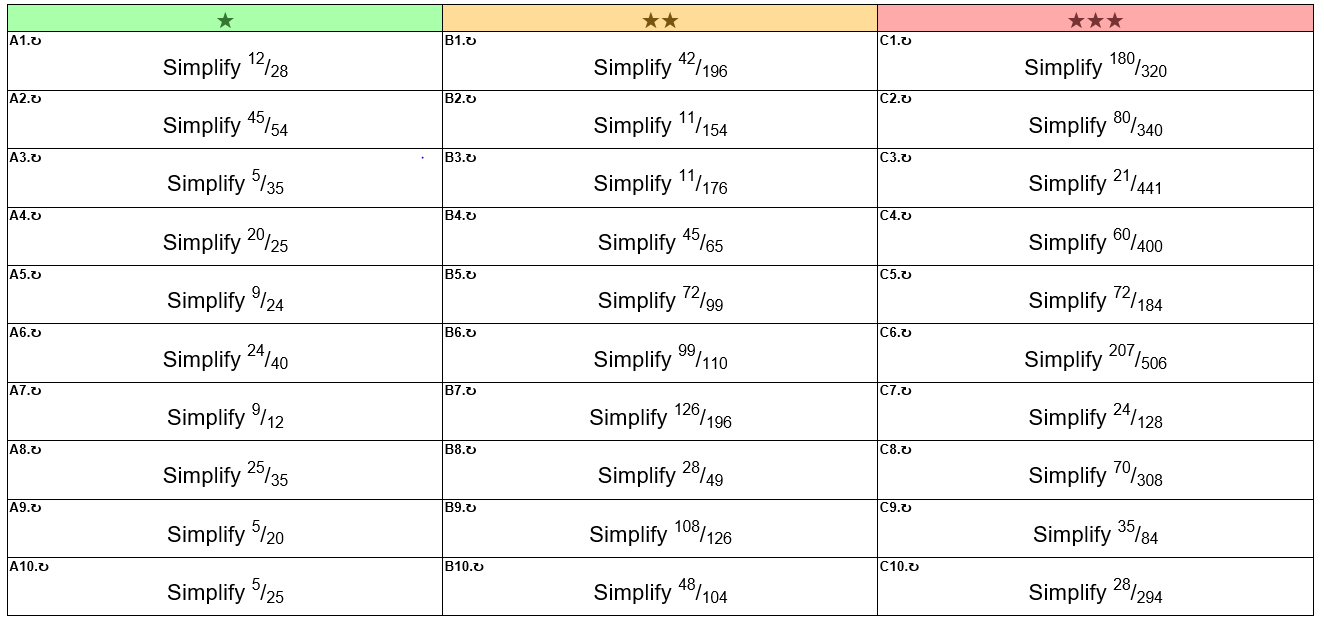 ★ ★★ ★★★
A1.↻ B1.↻ C1.↻
Simplify 12/28 Simplify 42/196 Simplify 180/320
A2.↻ B2.↻ C2.↻
Simplify 45/54 Simplify 11/154 Simplify 80/340
A3.↻ B3.↻ C3.↻
Simplify 5/35 Simplify 11/176 Simplify 21/441
A4.↻ B4.↻ C4.↻
Simplify 20/25 Simplify 45/65 Simplify 60/400
A5.↻ B5.↻ C5.↻
Simplify 9/24 Simplify 72/99 Simplify 72/184
A6.↻ B6.↻ C6.↻
Simplify 24/40 Simplify 99/110 Simplify 207/506
A7.↻ B7.↻ C7.↻
Simplify 9/12 Simplify 126/196 Simplify 24/128
A8.↻ B8.↻ C8.↻
Simplify 25/35 Simplify 28/49 Simplify 70/308
A9.↻ B9.↻ C9.↻
Simplify 5/20 Simplify 108/126 Simplify 35/84
A10.↻ B10.↻ C10.↻
Simplify 5/25 Simplify 48/104 Simplify 28/294